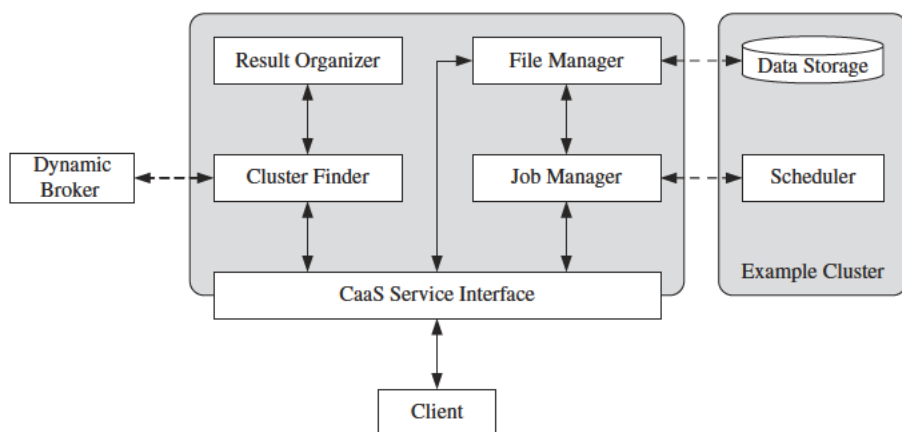 Result Organizer
File Manager
Data Storage
Dynamic
Broker
Cluster Finder
Job Manager
Scheduler
Example Cluster
CaaS Service Interface
Client